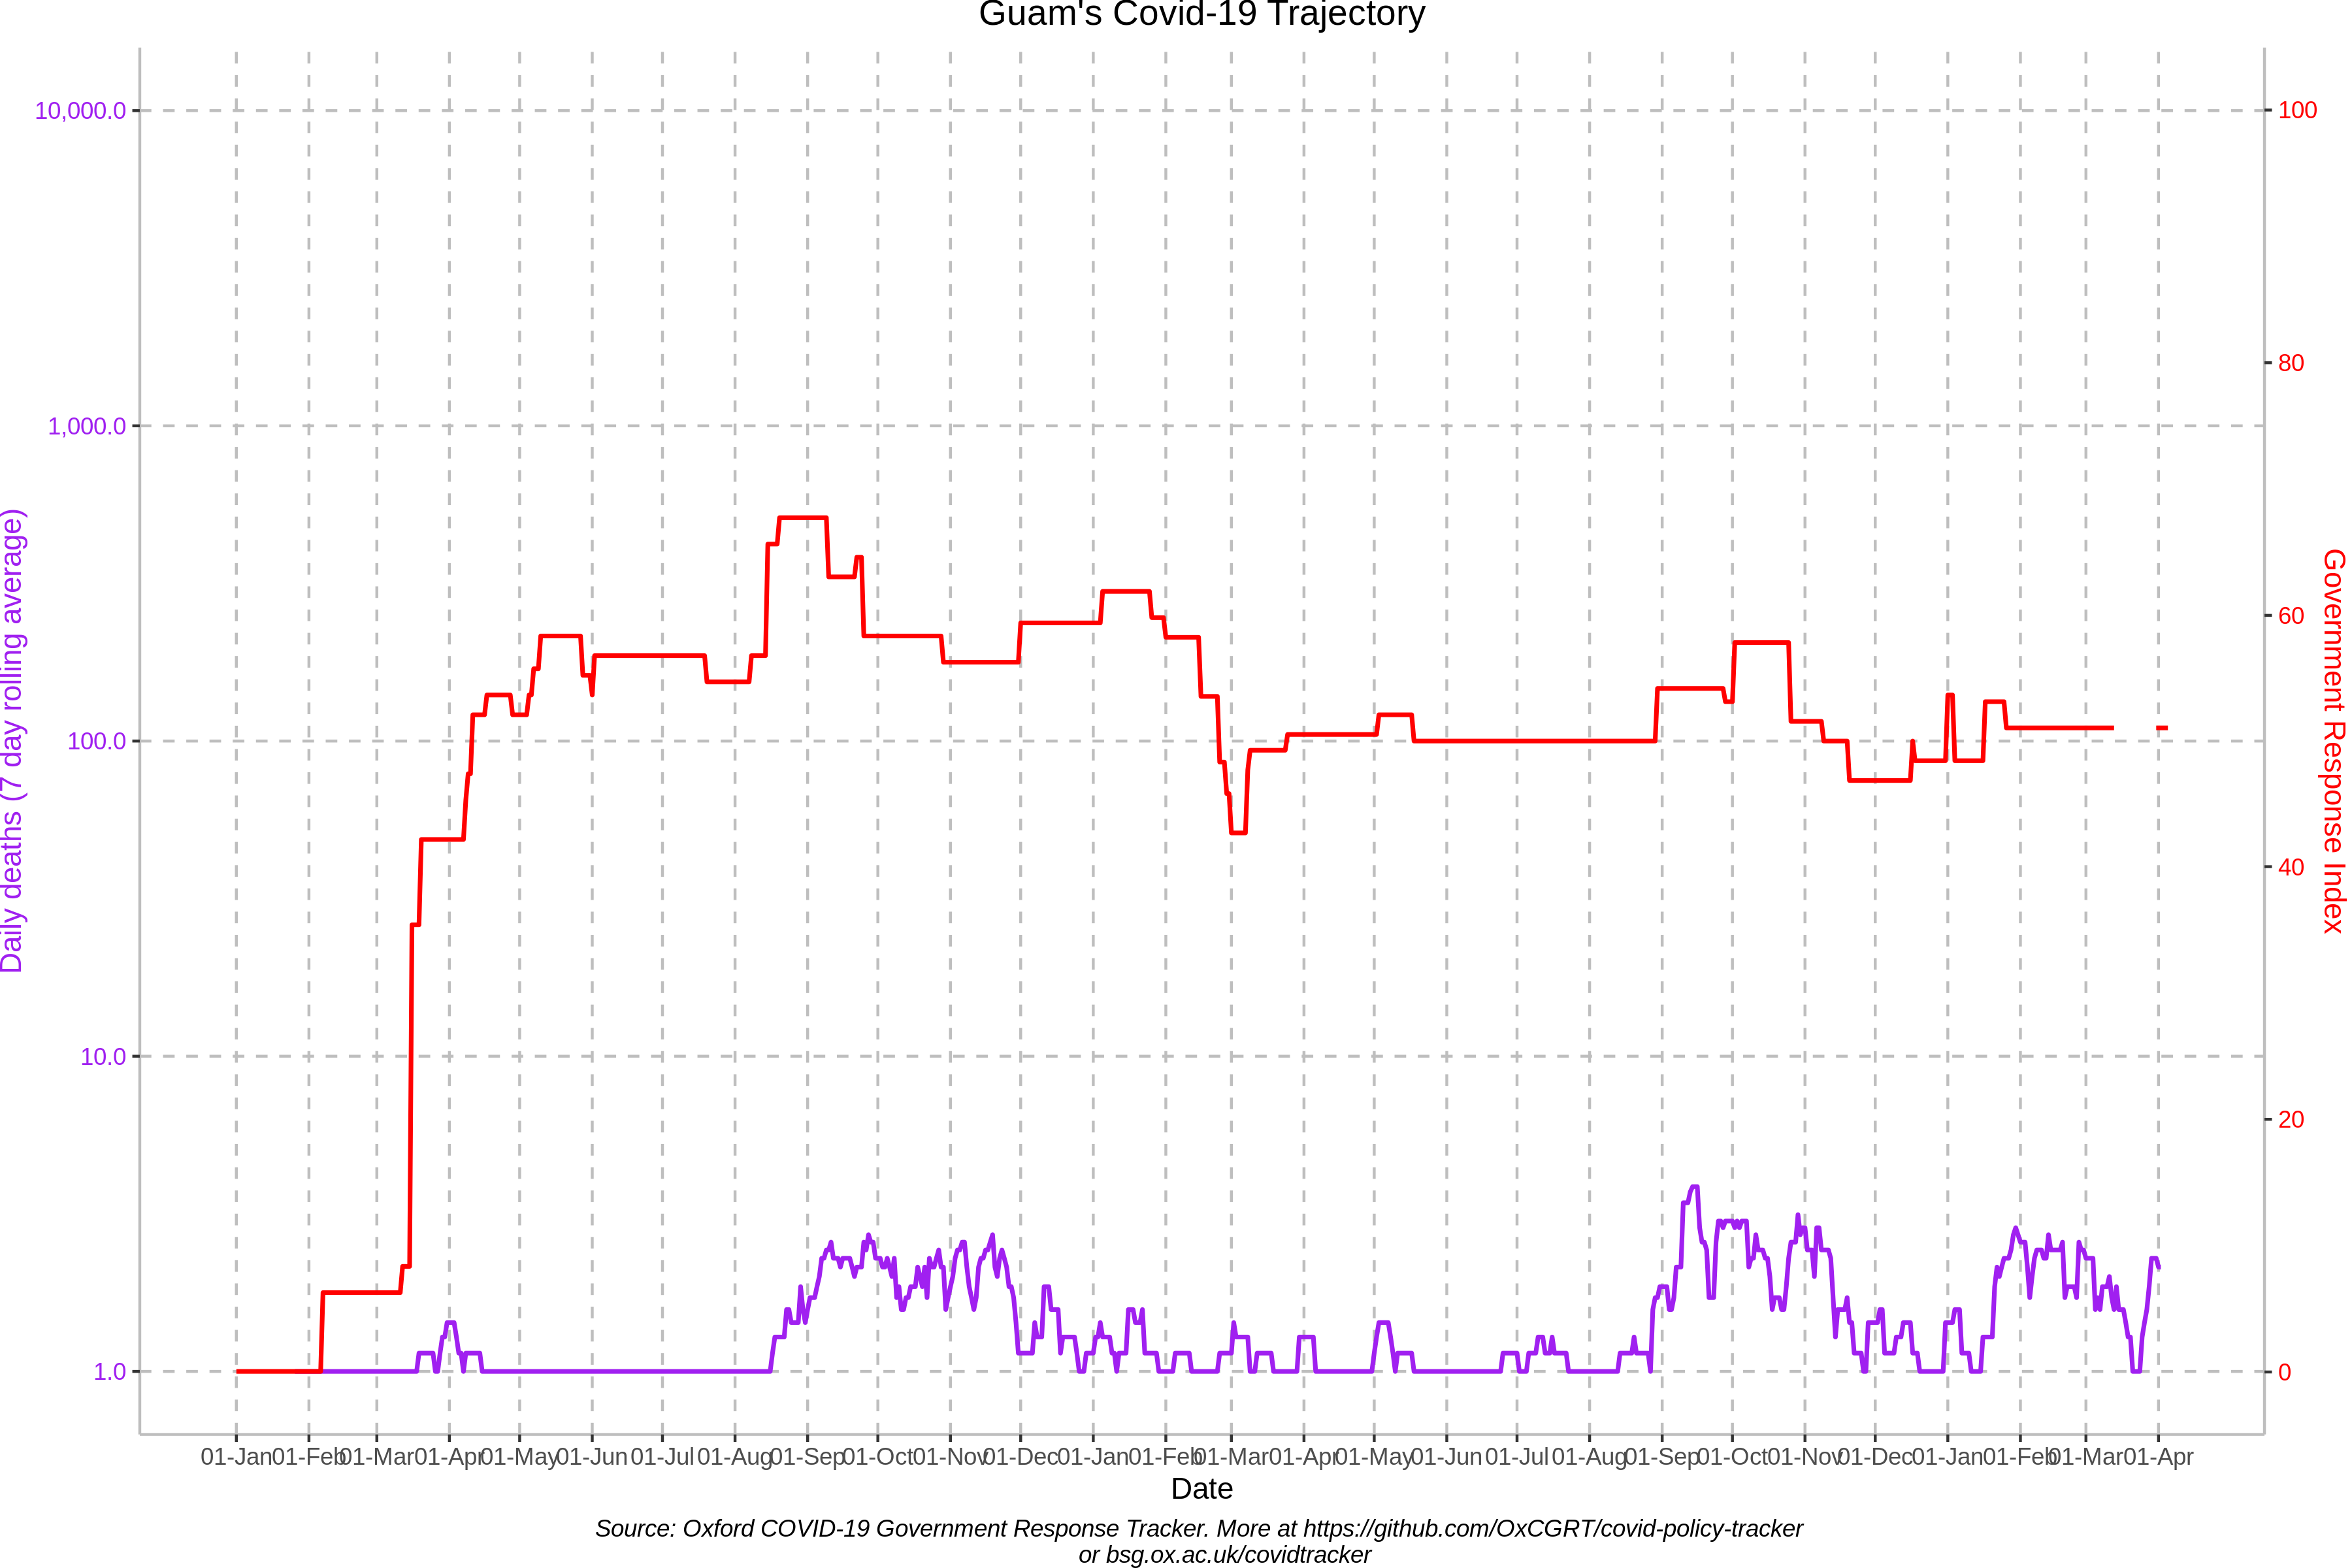 Guam's Covid-19 Trajectory
10,000.0
1,000.0
100.0
10.0
1.0
Daily deaths (7 day rolling average)
100
80
60
40
20
0
Government Response Index
01-Jan 01-Feb 01-Mar 01-Apr 01-May 01-Jun 01-Jul 01-Aug 01-Sep 01-Oct 01-Nov 01-Dec 01-Jan 01-Feb 01-Mar 01-Apr 01-May 01-Jun 01-Jul 01-Aug 01-Sep 01-Oct 01-Nov 01-Dec 01-Jan 01-Feb 01-Mar 01-Apr
Date
Source: Oxford COVID-19 Government Response Tracker. More at https://github.com/OxCGRT/covid-policy-tracker
or bsg.ox.ac.uk/covidtracker